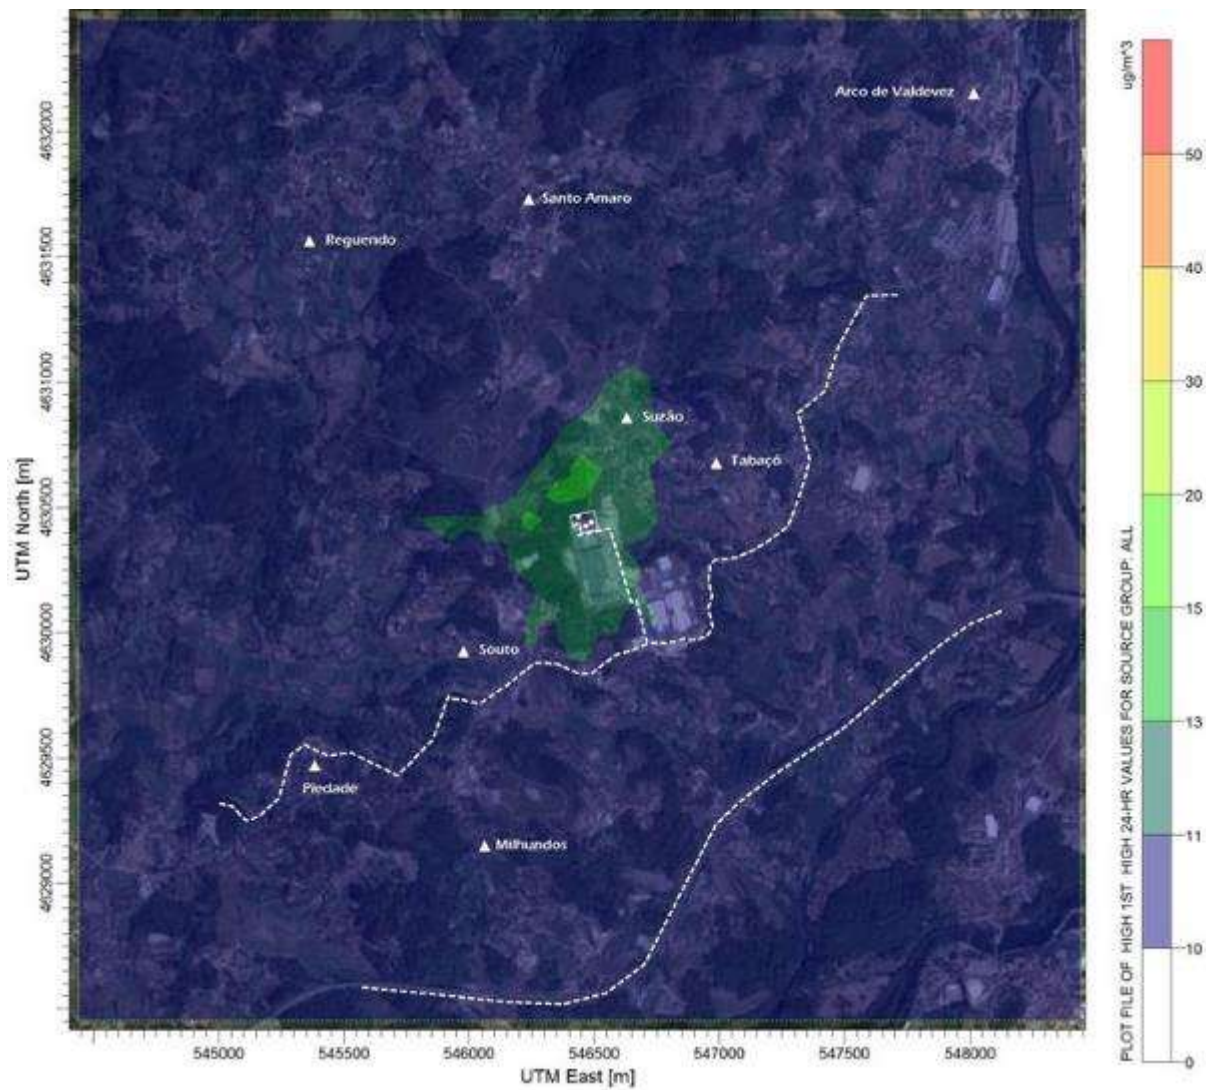 Arco de Valdevez
Santo Amaro
Reguendo
Suzão
Tabaçô
Souto
Piedade
Milhundos
UTM North [m]
4632000
4631500
4631000
4630500
4630000
4629500
4629000
545000 545500 546000 546500 547000 547500 548000
UTM East [m]
ug/m^3
50
40
30
20
15
13
11
10
0
PLOT FILE OF HIGH 1ST HIGH 24-HR VALUES FOR SOURCE GROUP: ALL